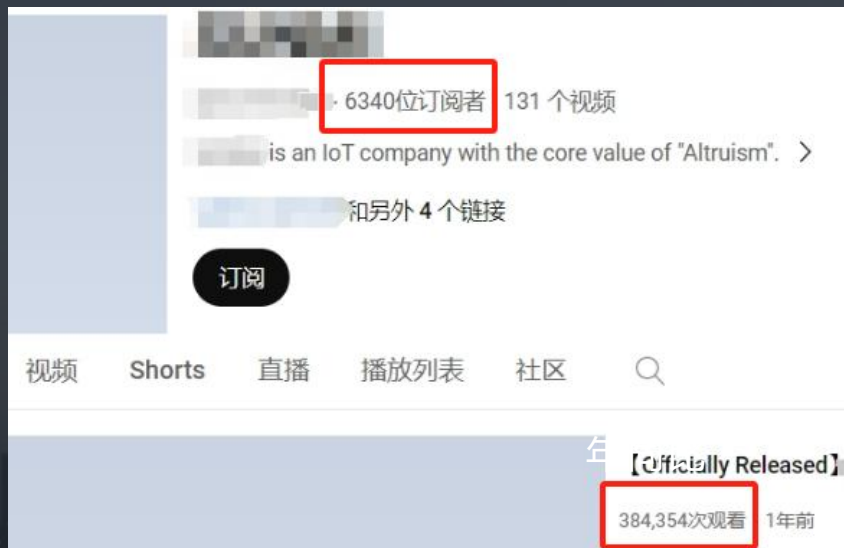 6340位订阅者 131 个视频
is an IoT company with the core value of "Altruism".
和另外 4 个链接
订阅
视频 Shorts 直播 播放列表 社区
【Officially Released】
384,354次观看 1年前